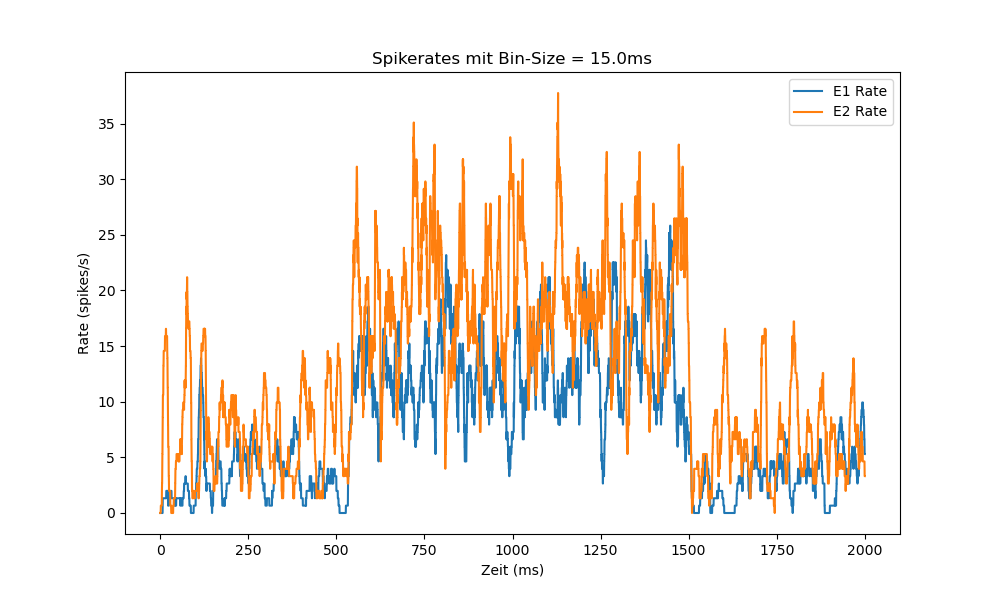 Spikerates mit Bin-Size = 15.0ms
E1 Rate
E2 Rate
Rate (spikes/s)
35
30
25
20
15
10
5
0
0 250 500 750 1000 1250 1500 1750 2000
Zeit (ms)